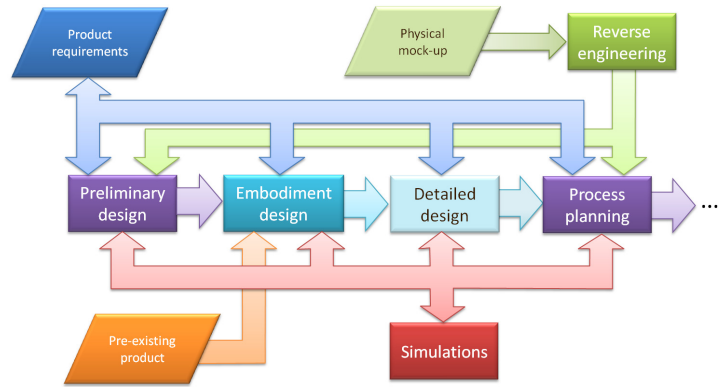 Product
requirements
Physical
mock-up
Reverse
engineering
Preliminary
design
Embodiment
design
Detailed
design
Process
planning
...
Pre-existing
product
Simulations